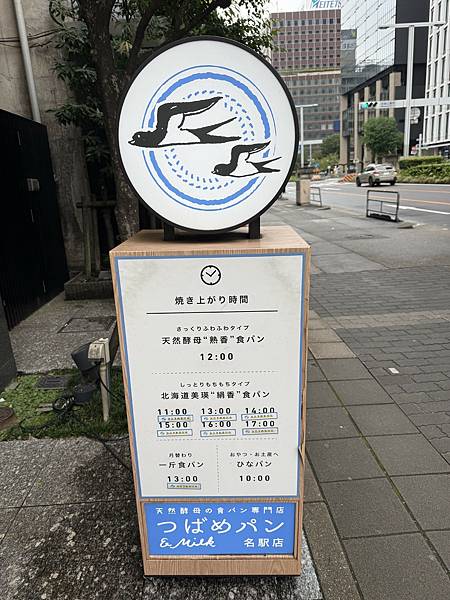 焼き上がり時間
さっくりふわふわタイプ
天然酵母“熟香”食パン
12:00
しっとりもちもちタイプ
北海道美瑛“絹香”食パン
11:00 13:00 14:00
15:00 16:00 17:00
月替わり
一斤食パン
13:00
おやつ・お土産へ
ひなパン
10:00
天然酵母の食パン専門店
つばめパン
& Milk 名駅店